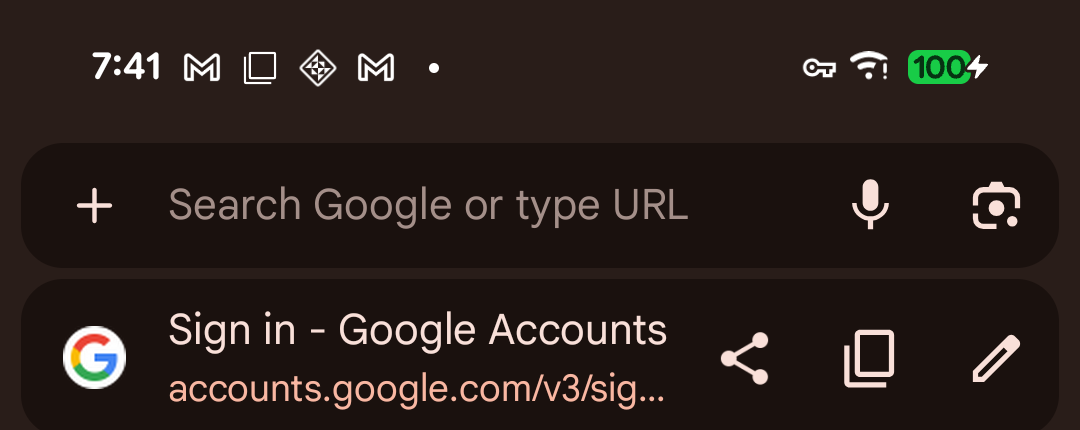 7:41
100
Search Google or type URL
Sign in - Google Accounts
accounts.google.com/v3/sig...